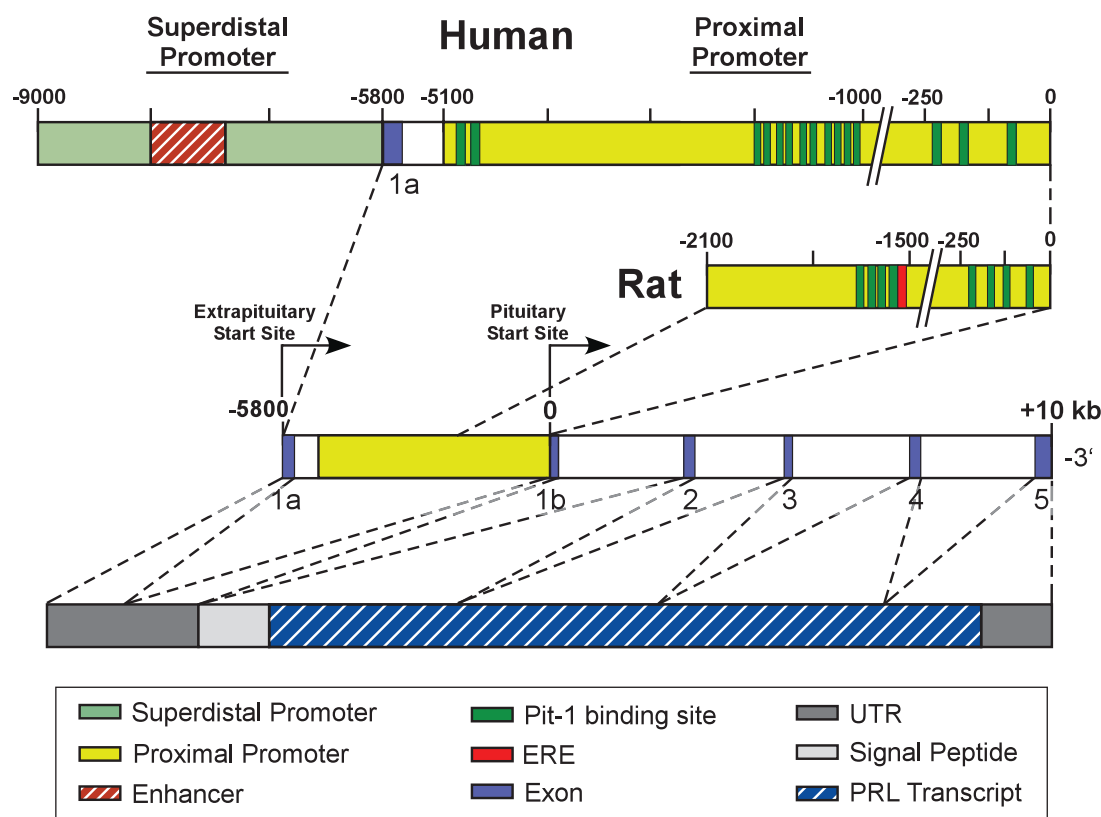 Superdistal
Promoter
Human
Proximal
Promoter
-9000
-5800
-5100
-1000
-250
0
1a
-2100
-1500
-250
0
Rat
Extrapituitary
Start Site
Pituitary
Start Site
-5800
0
+10 kb
-3‘
1a
1b
2
3
4
5
Superdistal Promoter
Pit-1 binding site
UTR
Proximal Promoter
ERE
Signal Peptide
Enhancer
Exon
PRL Transcript